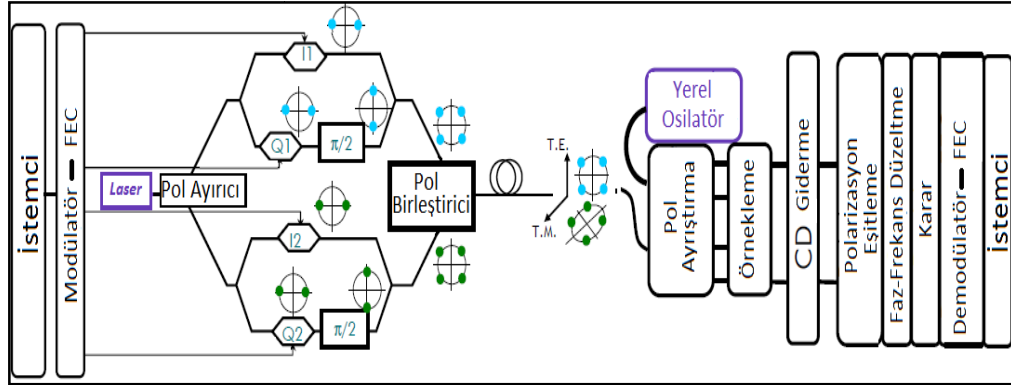 İstemci
Modülatör FEC
Laser
Pol Ayırıcı
I1
Q1
π/2
I2
Q2
π/2
Pol
Birleştirici
T.E.
T.M.
Yerel
Osilatör
Pol
Ayrıştırma
Örnekleme
CD Giderme
Polarizasyon
Eşitleme
Faz-Frekans Düzeltme
Karar
Demodülatör FEC
İstemci